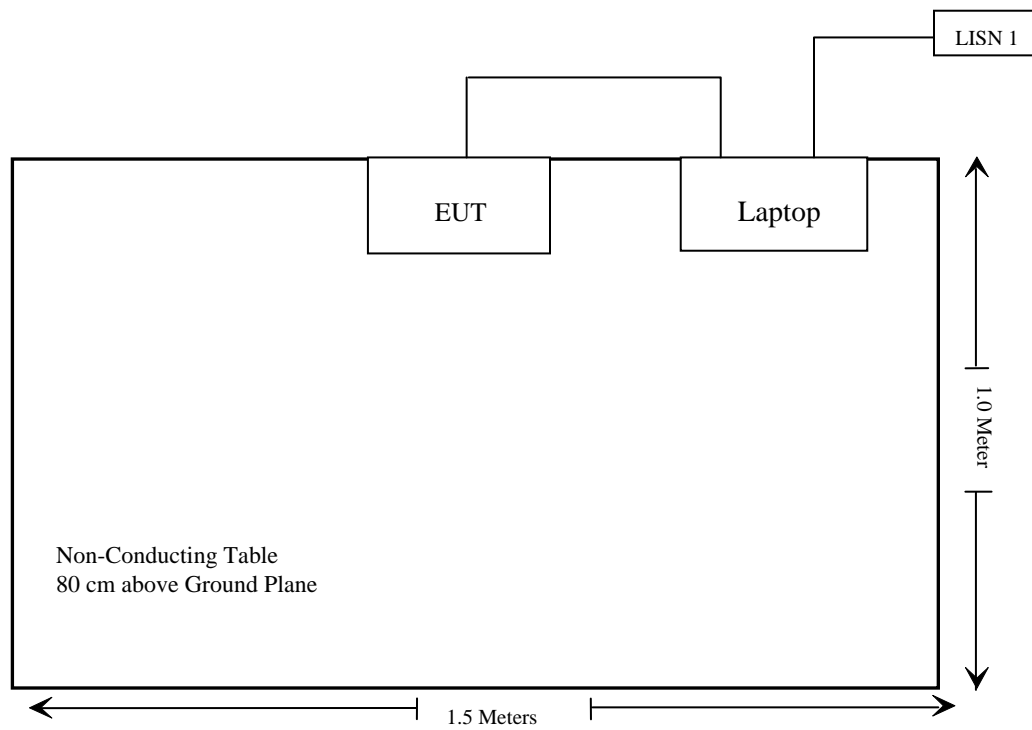 LISN 1
EUT
Laptop
1.0 Meter
Non-Conducting Table
80 cm above Ground Plane
1.5 Meters